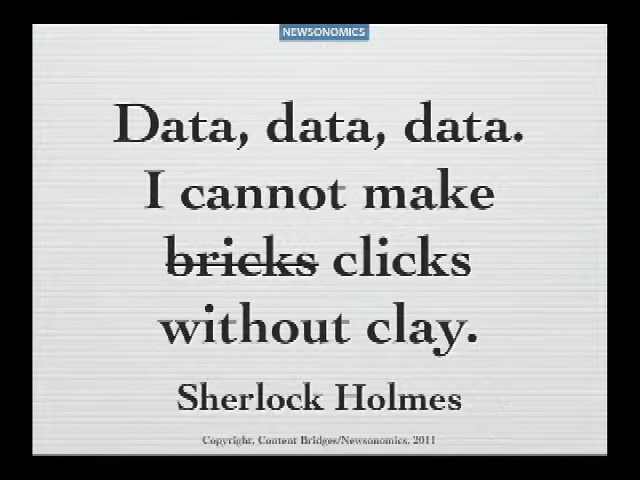 NEWSONOMICS
Data, data, data.
I cannot make
bricks clicks
without clay.
Sherlock Holmes
Copyright, Content Bridges/Newsonomics, 2011